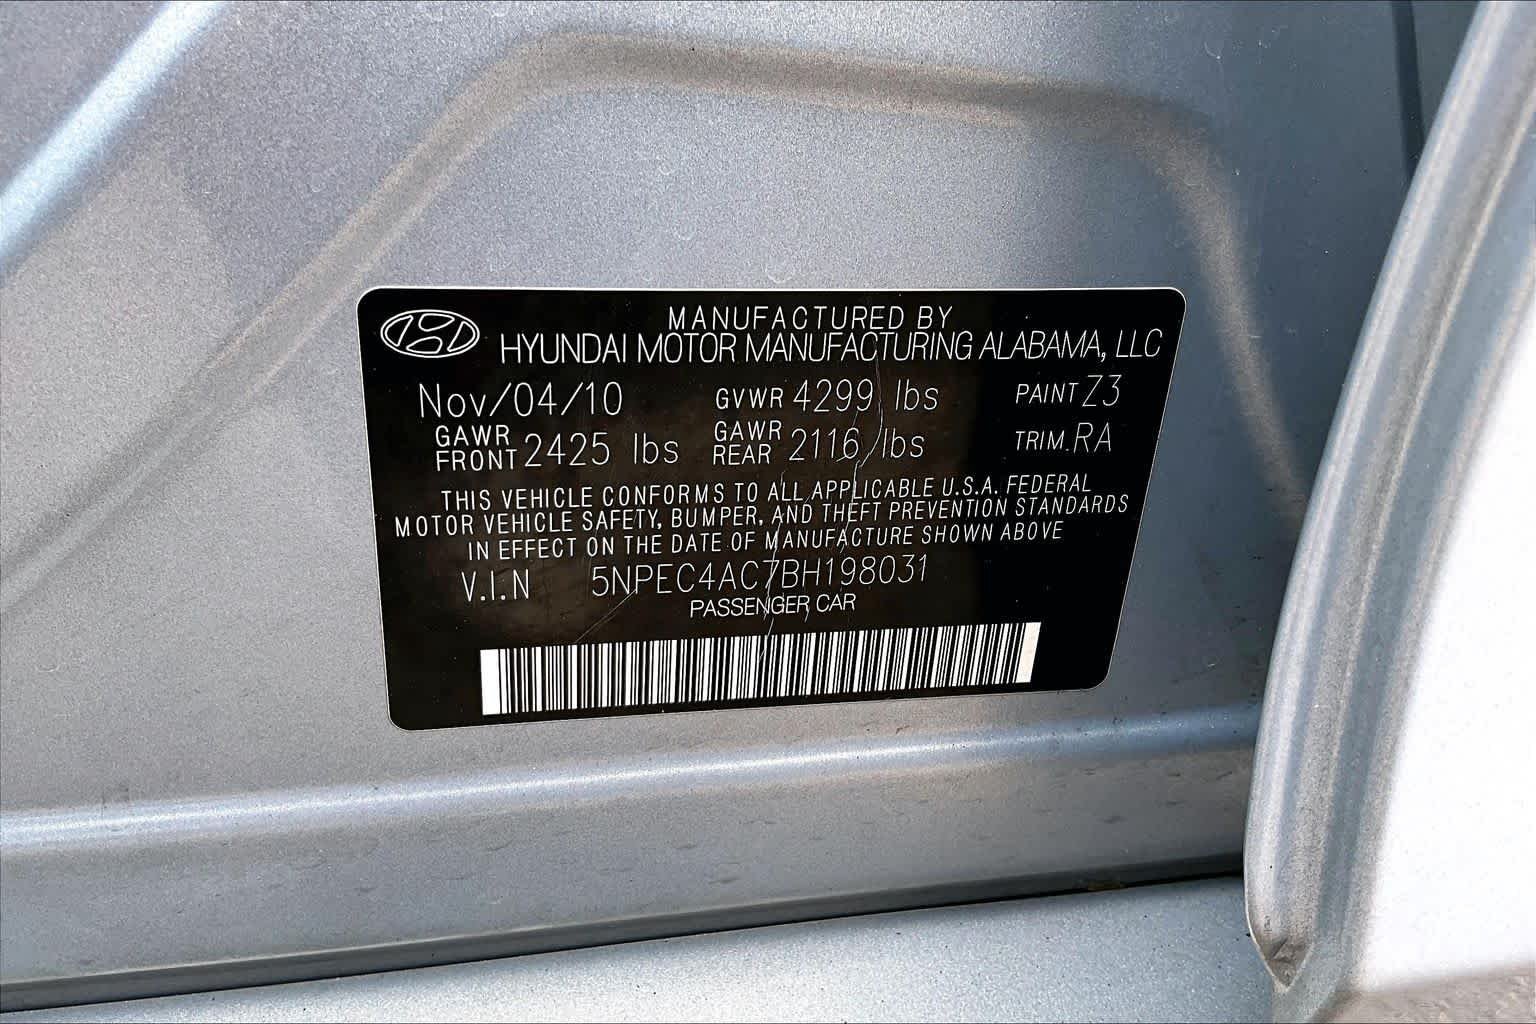 MANUFACTURED BY
HYUNDAI MOTOR MANUFACTURING ALABAMA, LLC
Nov/04/10 GVWR 4299 lbs PAINT Z3
GAWR FRONT 2425 lbs GAWR REAR 2116 lbs TRIM. RA
THIS VEHICLE CONFORMS TO ALL APPLICABLE U.S.A. FEDERAL
MOTOR VEHICLE SAFETY, BUMPER, AND THEFT PREVENTION STANDARDS
IN EFFECT ON THE DATE OF MANUFACTURE SHOWN ABOVE
V.I.N 5NPEC4AC7BH198031
PASSENGER CAR